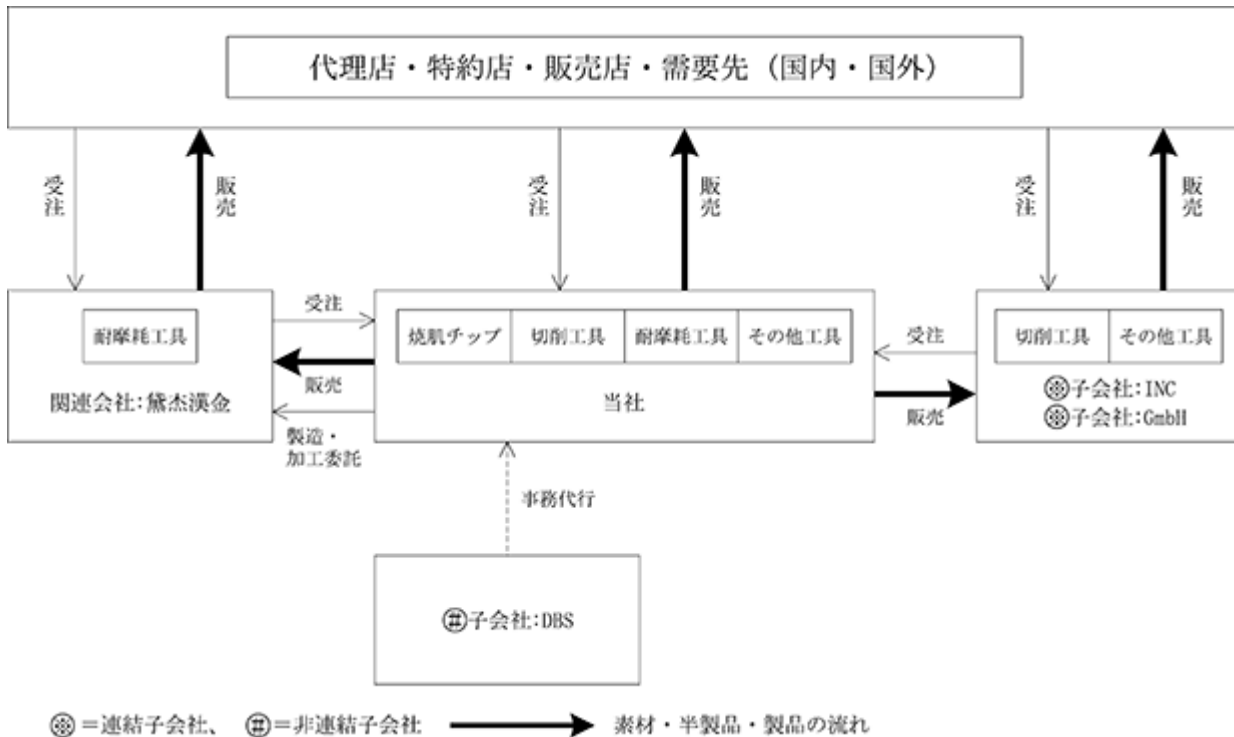 代理店・特約店・販売店・需要先（国内・国外）
受注
販売
受注
販売
受注
販売
耐摩耗工具
関連会社：黛杰漢金
受注
販売
製造・
加工委託
焼肌チップ
切削工具
耐摩耗工具
その他工具
当社
受注
販売
切削工具
その他工具
※子会社：INC
※子会社：GmbH
事務代行
#子会社：DBS
※＝連結子会社、 #＝非連結子会社 素材・半製品・製品の流れ